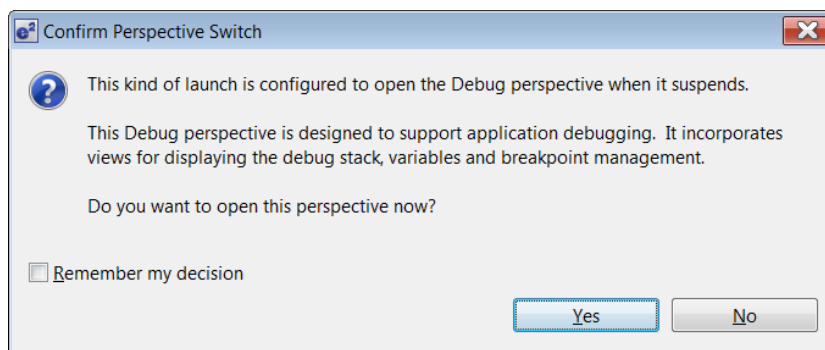 e² Confirm Perspective Switch
This kind of launch is configured to open the Debug perspective when it suspends.
This Debug perspective is designed to support application debugging. It incorporates
views for displaying the debug stack, variables and breakpoint management.
Do you want to open this perspective now?
Remember my decision
Yes No